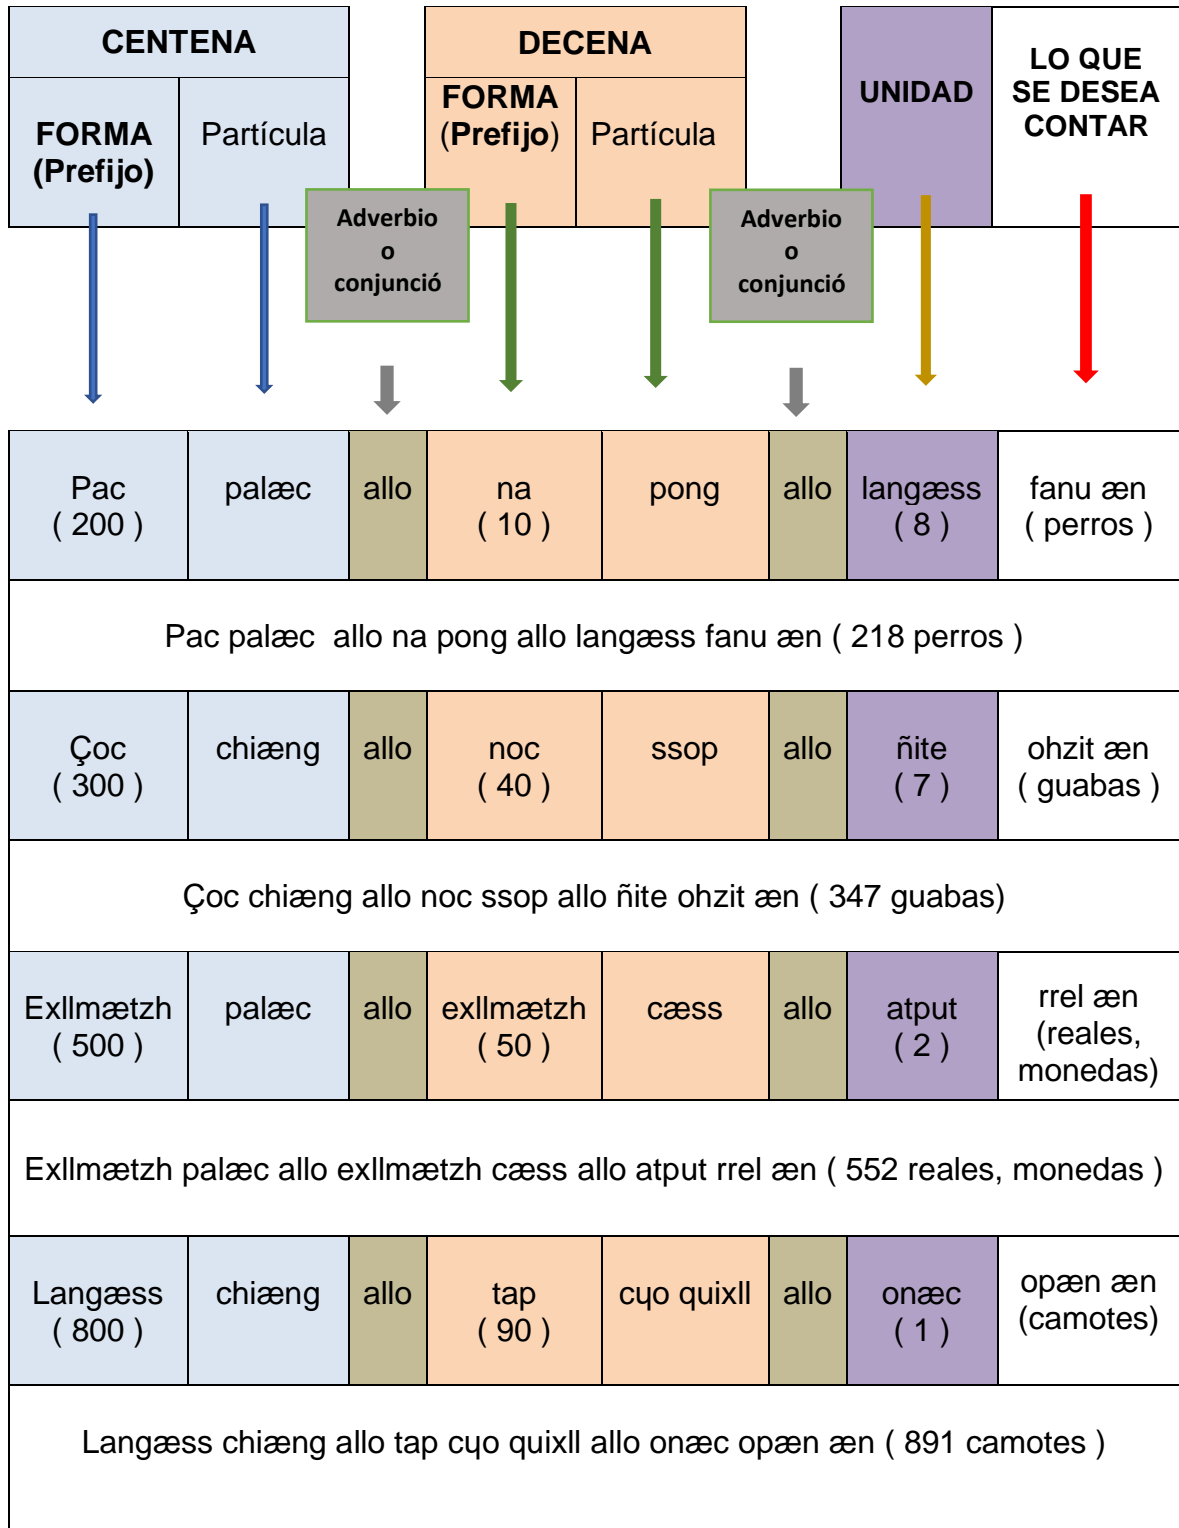 CENTENA
DECENA
UNIDAD
LO QUE
SE DESEA
CONTAR
FORMA
(Prefijo)
Partícula
FORMA
(Prefijo)
Partícula
Adverbio
o
conjunció
Adverbio
o
conjunció
Pac palæc allo na pong allo langæss fanu æn
( 200 ) ( 10 ) ( 8 ) ( perros )
Pac palæc allo na pong allo langæss fanu æn ( 218 perros )
Çoc chiæng allo noc ssop allo ñite ohzit æn
( 300 ) ( 40 ) ( 7 ) ( guabas )
Çoc chiæng allo noc ssop allo ñite ohzit æn ( 347 guabas)
Exllmætzh palæc allo exllmætzh cæss allo atput rrel æn
( 500 ) ( 50 ) ( 2 ) (reales,
monedas)
Exllmætzh palæc allo exllmætzh cæss allo atput rrel æn ( 552 reales, monedas )
Langæss chiæng allo tap cɥo quixll allo onæc opæn æn
( 800 ) ( 90 ) ( 1 ) (camotes)
Langæss chiæng allo tap cɥo quixll allo onæc opæn æn ( 891 camotes )